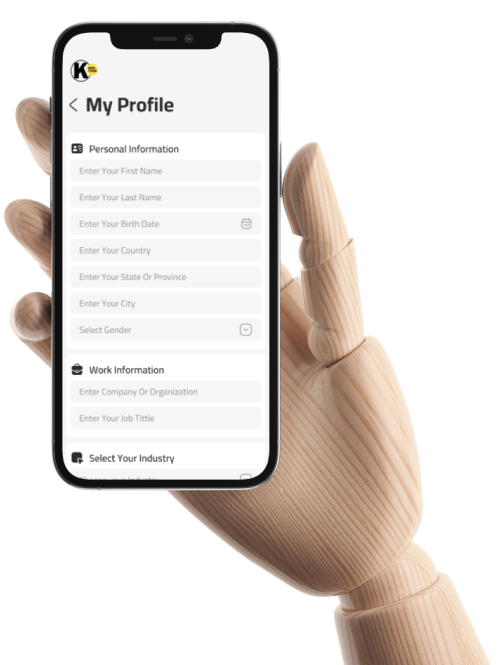 K
My Profile
Personal Information
Enter Your First Name
Enter Your Last Name
Enter Your Birth Date
Enter Your Country
Enter Your State Or Province
Enter Your City
Select Gender
Work Information
Enter Company Or Organization
Enter Your Job Tittle
Select Your Industry